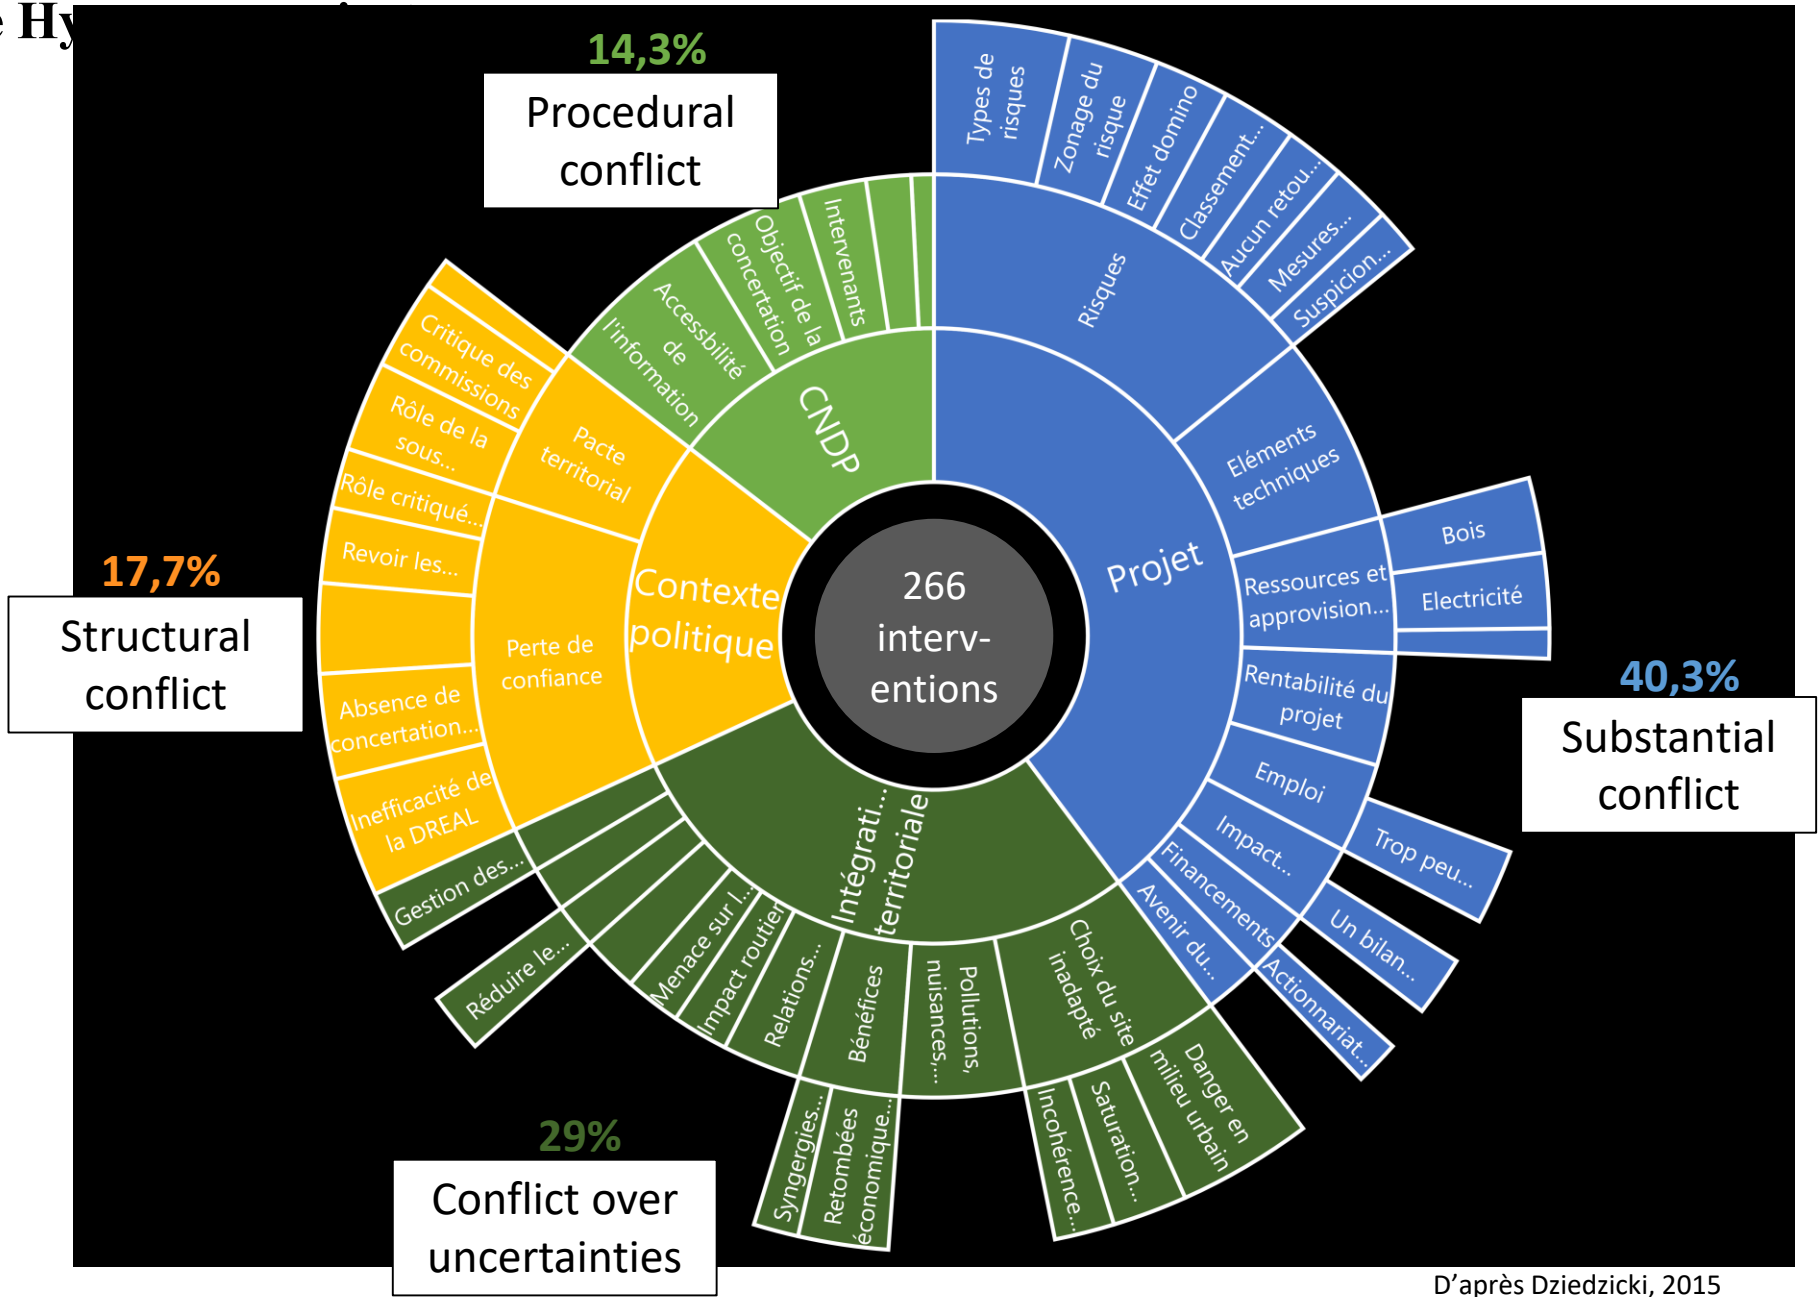 e Hy
14,3%
Procedural
conflict
17,7%
Structural
conflict
40,3%
Substantial
conflict
29%
Conflict over
uncertainties
266
interv-
entions
Projet
Risques
Types de
risques
Zonage du
risque
Effet domino
Classement...
Aucun retou...
Mesures...
Suspicion...
Eléments
techniques
Ressources et
approvision...
Bois
Electricité
Rentabilité du
projet
Emploi
Trop peu...
Impact...
Un bilan...
Financements
Actionnariat...
Avenir du...
Intégrati...
territoriale
Choix du site
inadapté
Danger en
milieu urbain
Saturation...
Incohérence...
Pollutions,
nuisances,...
Bénéfices
Retombées
économique...
Syngergies...
Relations...
Impact routier
Menace sur l...
Réduire le...
Gestion des...
Contexte
politique
Perte de
confiance
Inefficacité de
la DREAL
Absence de
concertation...
Revoir les...
Rôle critiqué...
Pacte
territorial
Rôle de la
sous...
Critique des
commissions
CNDP
Accessbilité
de
l'information
Objectif de la
concertation
Intervenants
D'après Dziedzicki, 2015